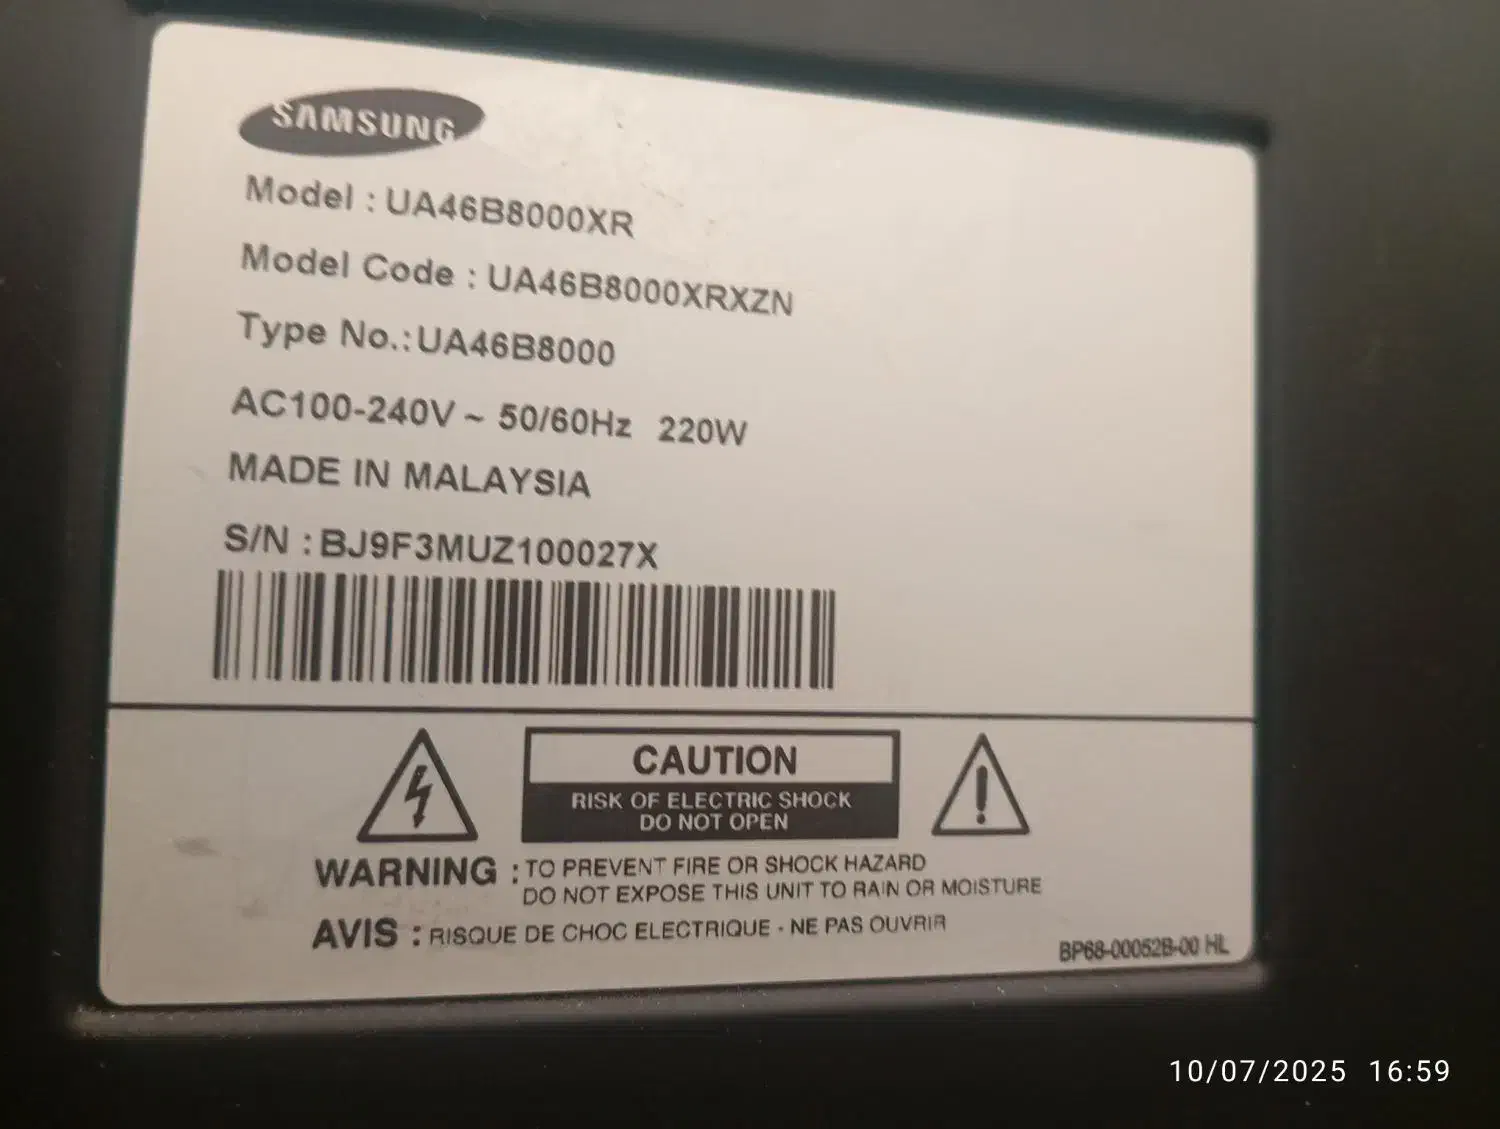 SAMSUNG
Model : UA46B8000XR
Model Code : UA46B8000XRXZN
Type No.:UA46B8000
AC100-240V ~ 50/60Hz 220W
MADE IN MALAYSIA
S/N : BJ9F3MUZ100027X
CAUTION
RISK OF ELECTRIC SHOCK
DO NOT OPEN
WARNING : TO PREVENT FIRE OR SHOCK HAZARD
DO NOT EXPOSE THIS UNIT TO RAIN OR MOISTURE
AVIS : RISQUE DE CHOC ELECTRIQUE - NE PAS OUVRIR
BP68-00052B-00 HL
10/07/2025 16:59